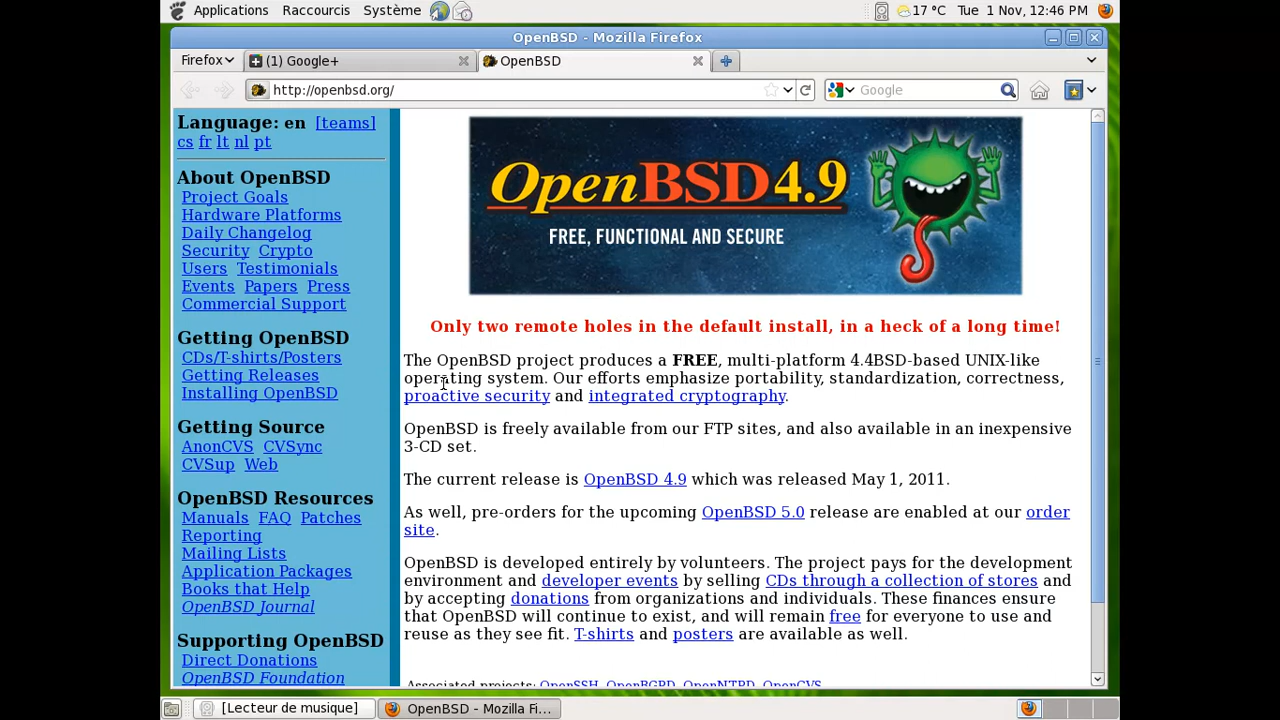 Applications Raccourcis Système 17 °C Tue 1 Nov, 12:46 PM
OpenBSD - Mozilla Firefox
Firefox (1) Google+ OpenBSD
http://openbsd.org/ Google
Language: en [teams]
cs fr lt nl pt
About OpenBSD
Project Goals
Hardware Platforms
Daily Changelog
Security Crypto
Users Testimonials
Events Papers Press
Commercial Support
Getting OpenBSD
CDs/T-shirts/Posters
Getting Releases
Installing OpenBSD
Getting Source
AnonCVS CVSync
CVSup Web
OpenBSD Resources
Manuals FAQ Patches
Reporting
Mailing Lists
Application Packages
Books that Help
OpenBSD Journal
Supporting OpenBSD
Direct Donations
OpenBSD Foundation
OpenBSD 4.9
FREE, FUNCTIONAL AND SECURE
Only two remote holes in the default install, in a heck of a long time!
The OpenBSD project produces a FREE, multi-platform 4.4BSD-based UNIX-like
operating system. Our efforts emphasize portability, standardization, correctness,
proactive security and integrated cryptography.
OpenBSD is freely available from our FTP sites, and also available in an inexpensive
3-CD set.
The current release is OpenBSD 4.9 which was released May 1, 2011.
As well, pre-orders for the upcoming OpenBSD 5.0 release are enabled at our order
site.
OpenBSD is developed entirely by volunteers. The project pays for the development
environment and developer events by selling CDs through a collection of stores and
by accepting donations from organizations and individuals. These finances ensure
that OpenBSD will continue to exist, and will remain free for everyone to use and
reuse as they see fit. T-shirts and posters are available as well.
Associated projects: OpenSSH, OpenBGPD, OpenNTPD, OpenCVS
[Lecteur de musique] OpenBSD - Mozilla Fi...